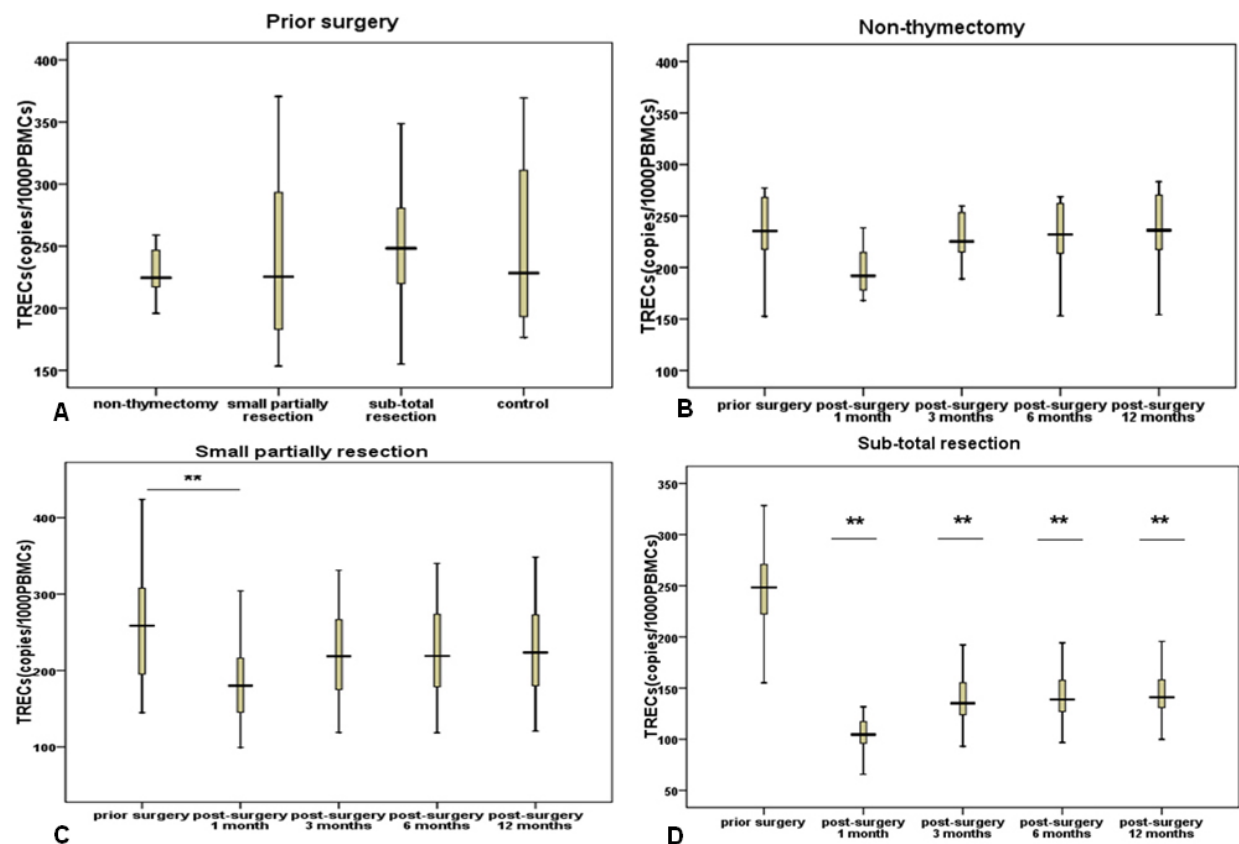 Prior surgery
TRECs(copies/1000PBMCs)
400
350
300
250
200
150
non-thymectomy
small partially
resection
sub-total
resection
control
A
Non-thymectomy
TRECs(copies/1000PBMCs)
400
350
300
250
200
150
100
prior surgery
post-surgery
1 month
post-surgery
3 months
post-surgery
6 months
post-surgery
12 months
B
Small partially resection
TRECs(copies/1000PBMCs)
400
300
200
100
**
prior surgery
post-surgery
1 month
post-surgery
3 months
post-surgery
6 months
post-surgery
12 months
C
Sub-total resection
TRECs(copies/1000PBMCs)
350
300
250
200
150
100
50
** ** ** **
prior surgery
post-surgery
1 month
post-surgery
3 months
post-surgery
6 months
post-surgery
12 months
D